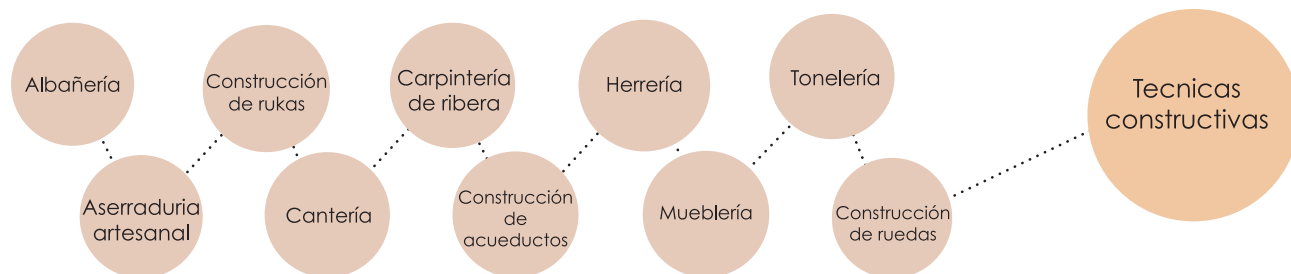 Albañería
Aserraduria
artesanal
Construcción
de rukas
Cantería
Carpintería
de ribera
Construcción
de
acueductos
Herrería
Mueblería
Tonelería
Construcción
de ruedas
Tecnicas
constructivas